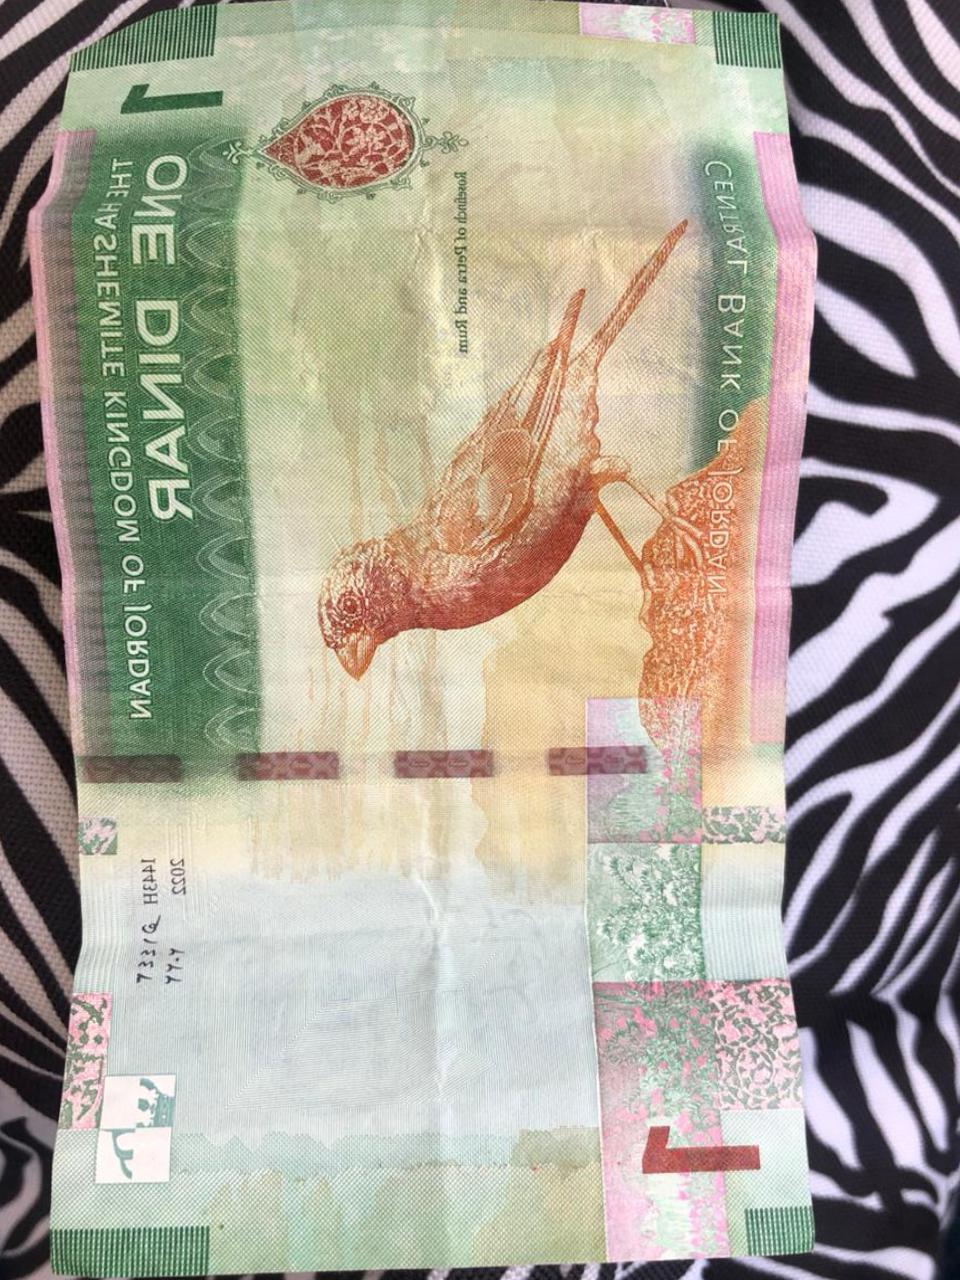 CENTRAL BANK OF JORDAN
Rosefinch of Petra and Rum
1
ONE DINAR
THE HASHEMITE KINGDOM OF JORDAN
2022 ٢٠٢٢
1443H ١٤٤٣هـ
1